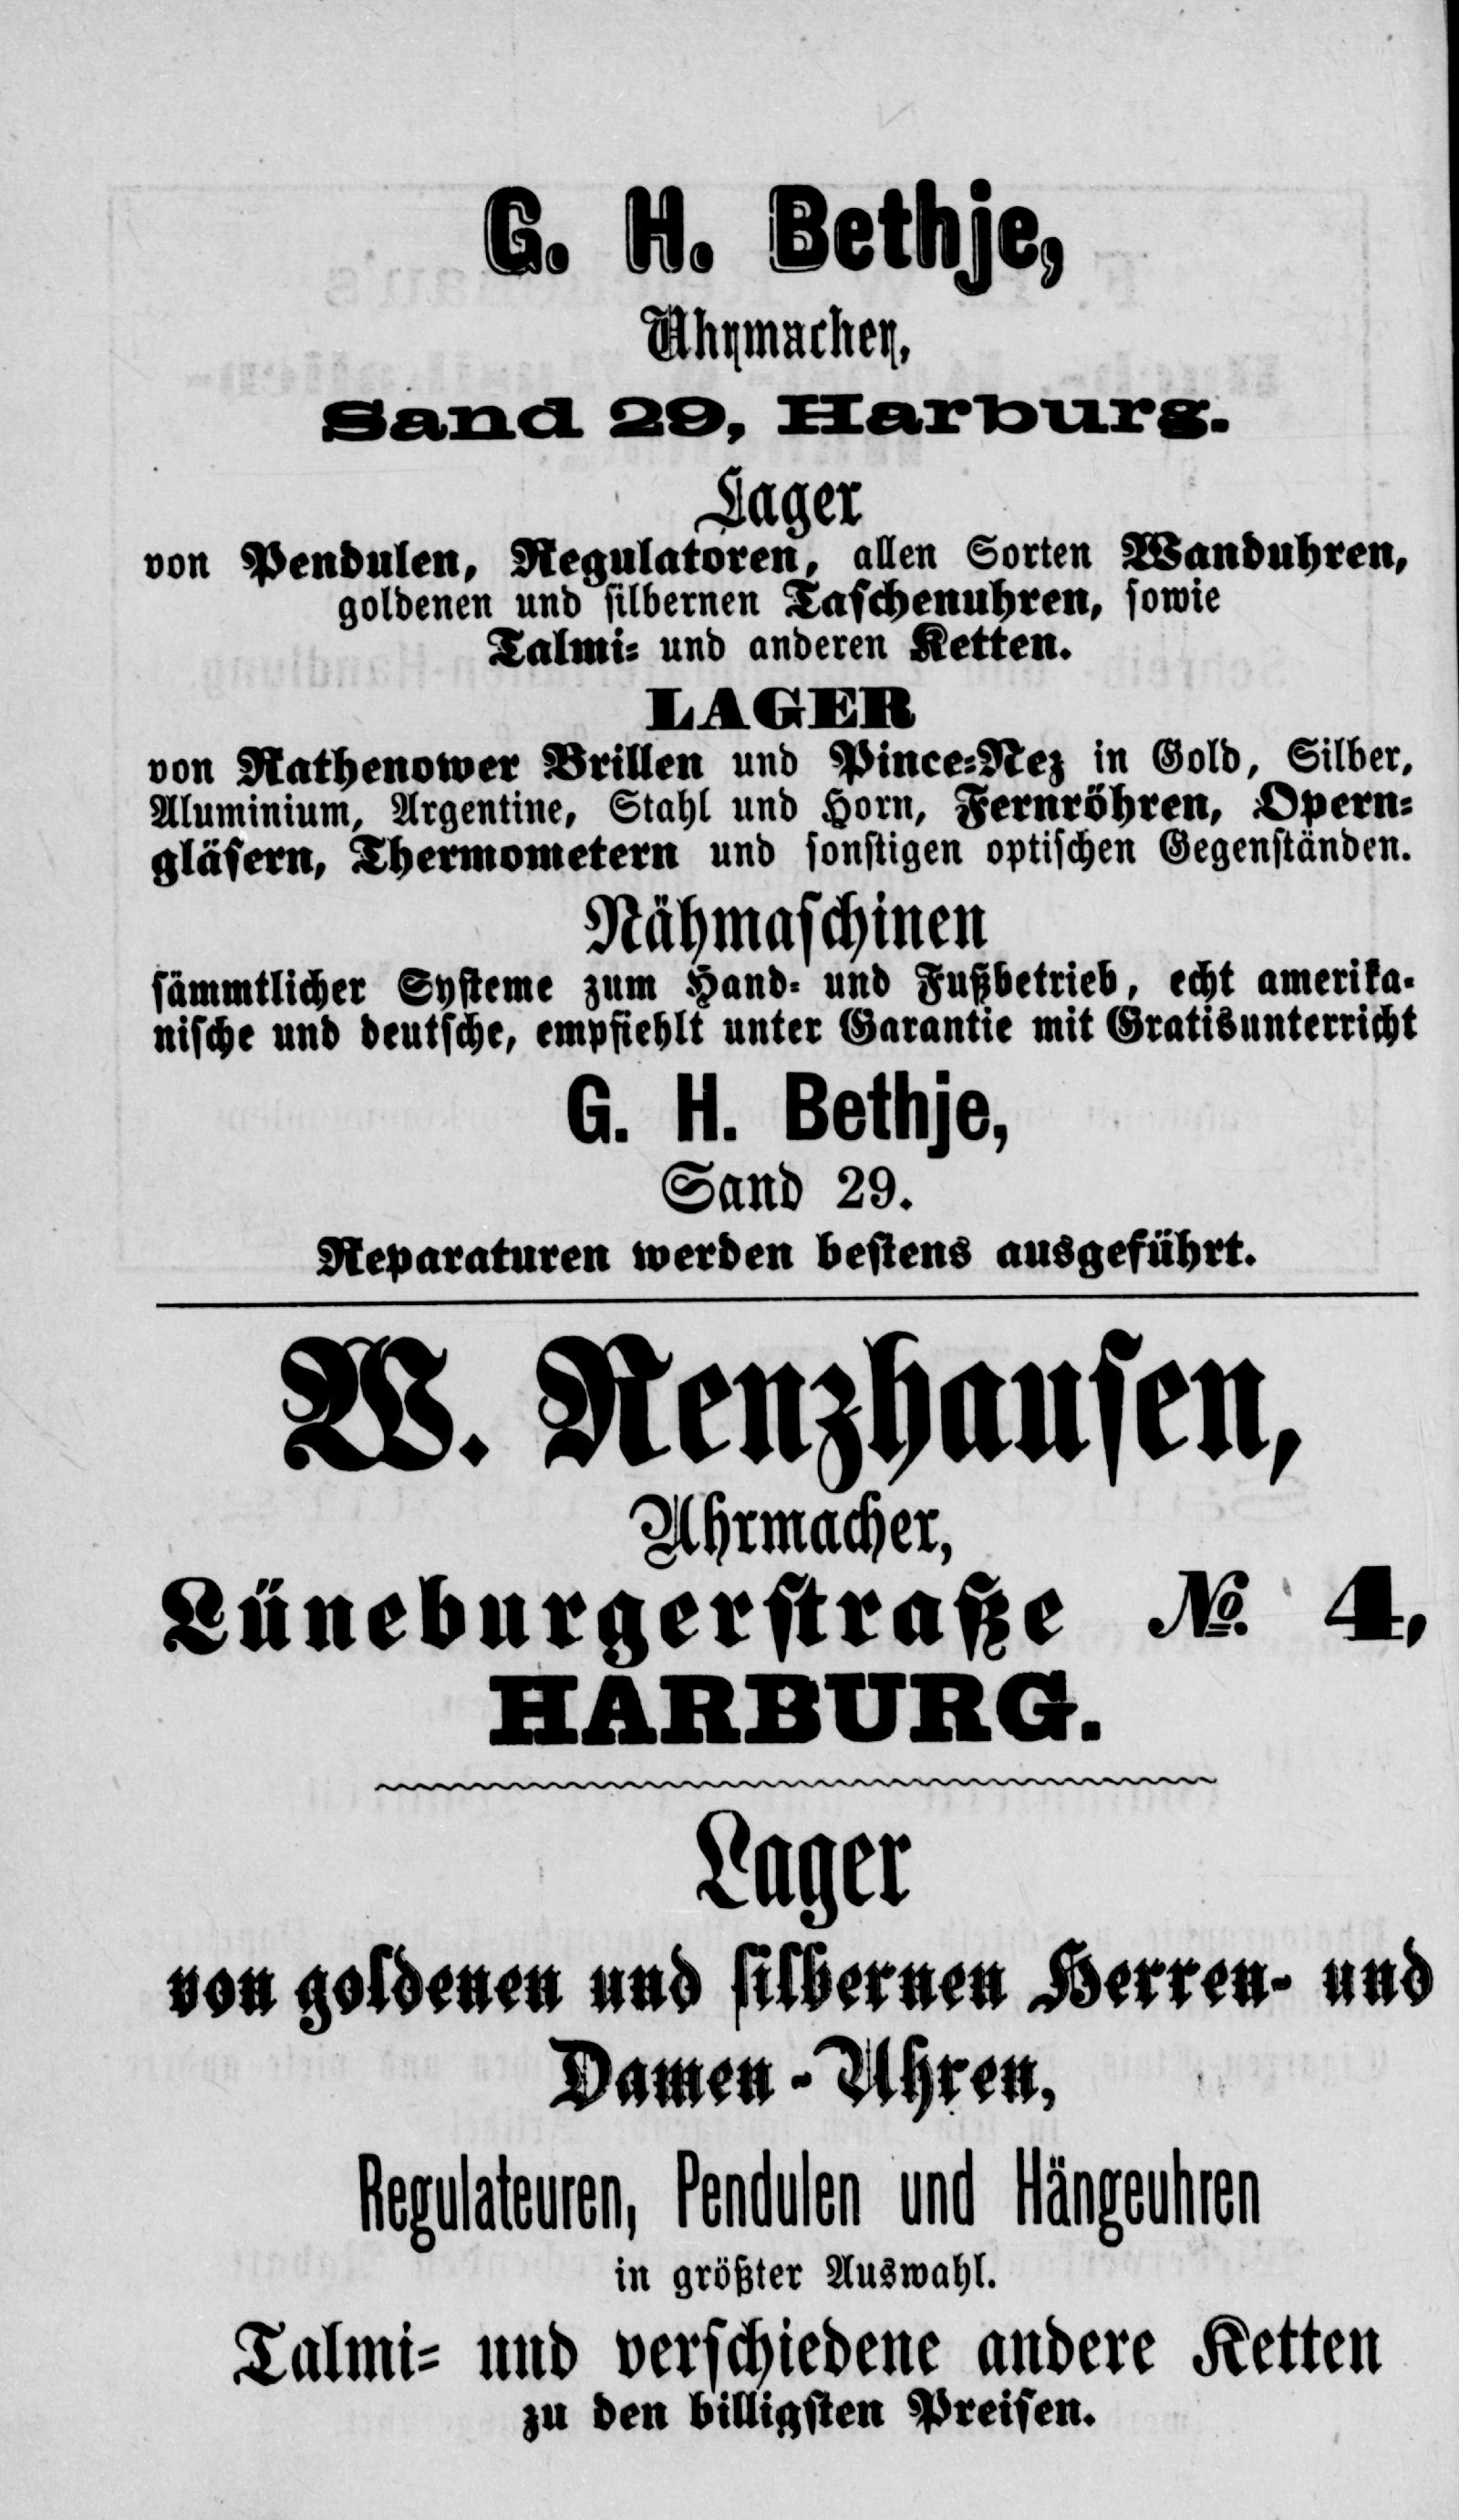 G. H. Bethje,
Uhrmacher,
Sand 29, Harburg.
Lager
von Pendulen, Regulatoren, allen Sorten Wanduhren,
goldenen und silbernen Taschenuhren, sowie
Talmi- und anderen Ketten.
LAGER
von Rathenower Brillen und Pince-Nez in Gold, Silber,
Aluminium, Argentine, Stahl und Horn, Fernröhren, Opern-
gläsern, Thermometern und sonstigen optischen Gegenständen.
Nähmaschinen
sämmtlicher Systeme zum Hand- und Fußbetrieb, echt amerika-
nische und deutsche, empfiehlt unter Garantie mit Gratisunterricht
G. H. Bethje,
Sand 29.
Reparaturen werden bestens ausgeführt.
W. Renzhausen,
Uhrmacher,
Lüneburgerstraße № 4,
HARBURG.
Lager
von goldenen und silbernen Herren- und
Damen-Uhren,
Regulateuren, Pendulen und Hängeuhren
in größter Auswahl.
Talmi- und verschiedene andere Ketten
zu den billigsten Preisen.